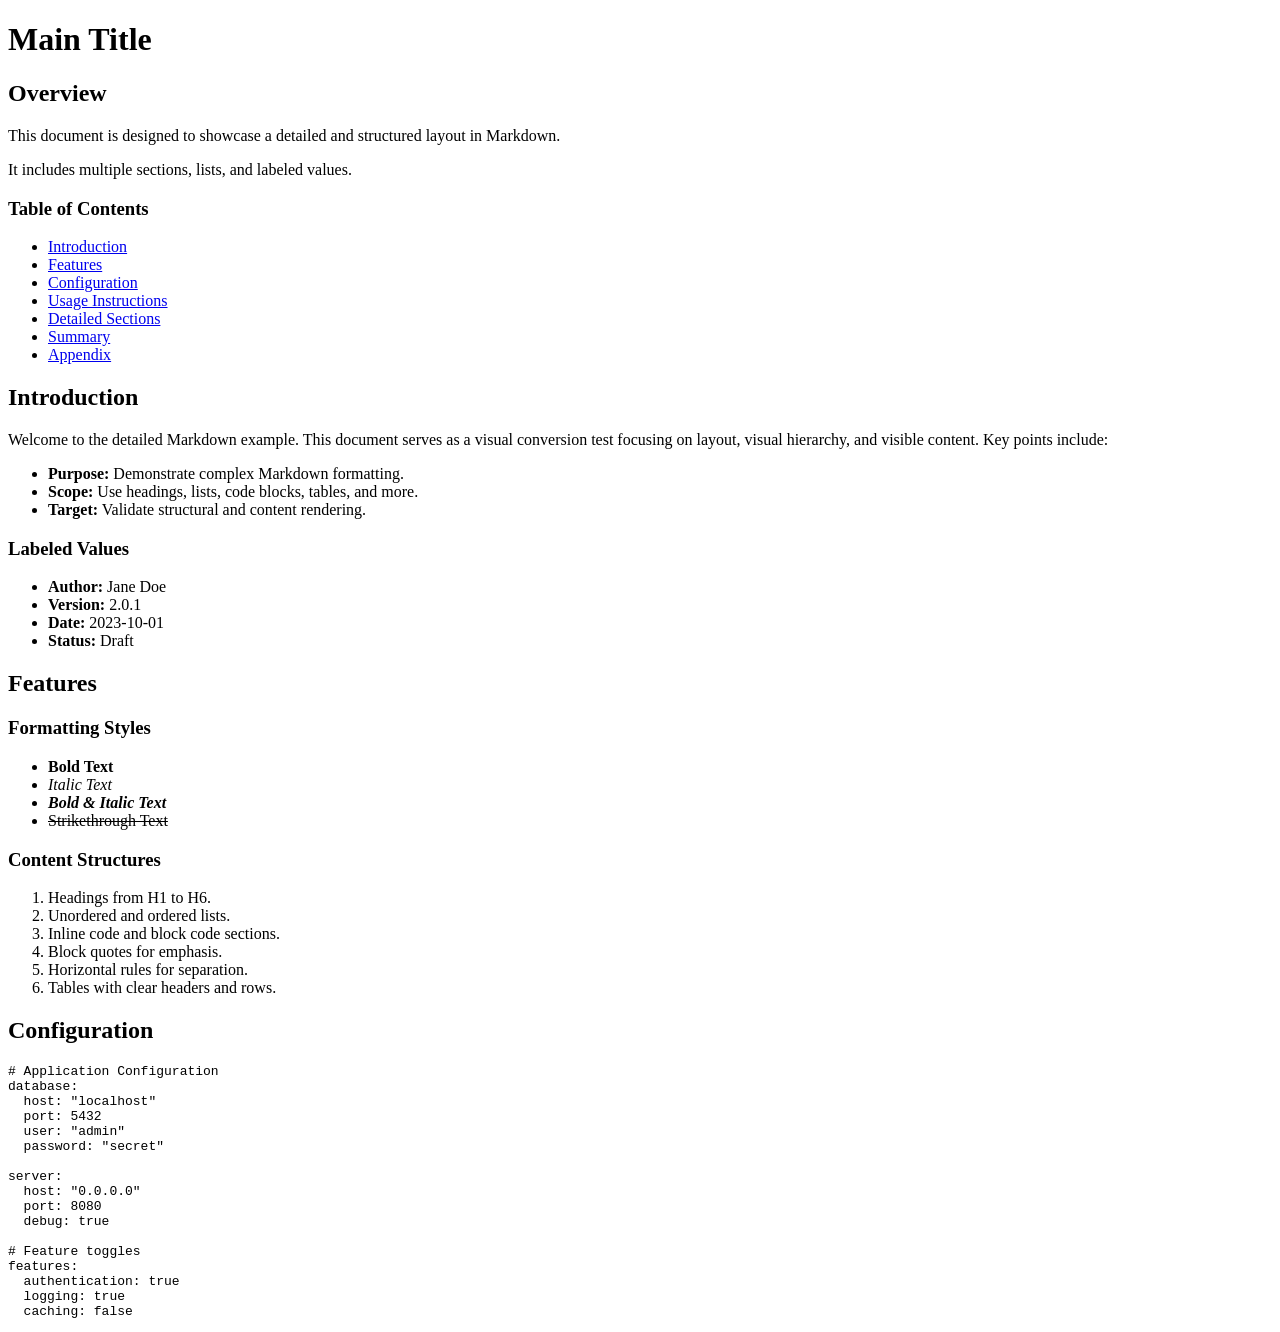 Main Title
Overview
This document is designed to showcase a detailed and structured layout in Markdown.
It includes multiple sections, lists, and labeled values.
Table of Contents
• Introduction
• Features
• Configuration
• Usage Instructions
• Detailed Sections
• Summary
• Appendix
Introduction
Welcome to the detailed Markdown example. This document serves as a visual conversion test focusing on layout, visual hierarchy, and visible content. Key points include:
• Purpose: Demonstrate complex Markdown formatting.
• Scope: Use headings, lists, code blocks, tables, and more.
• Target: Validate structural and content rendering.
Labeled Values
• Author: Jane Doe
• Version: 2.0.1
• Date: 2023-10-01
• Status: Draft
Features
Formatting Styles
• Bold Text
• Italic Text
• Bold & Italic Text
• Strikethrough Text
Content Structures
1. Headings from H1 to H6.
2. Unordered and ordered lists.
3. Inline code and block code sections.
4. Block quotes for emphasis.
5. Horizontal rules for separation.
6. Tables with clear headers and rows.
Configuration
# Application Configuration
database:
  host: "localhost"
  port: 5432
  user: "admin"
  password: "secret"

server:
  host: "0.0.0.0"
  port: 8080
  debug: true

# Feature toggles
features:
  authentication: true
  logging: true
  caching: false